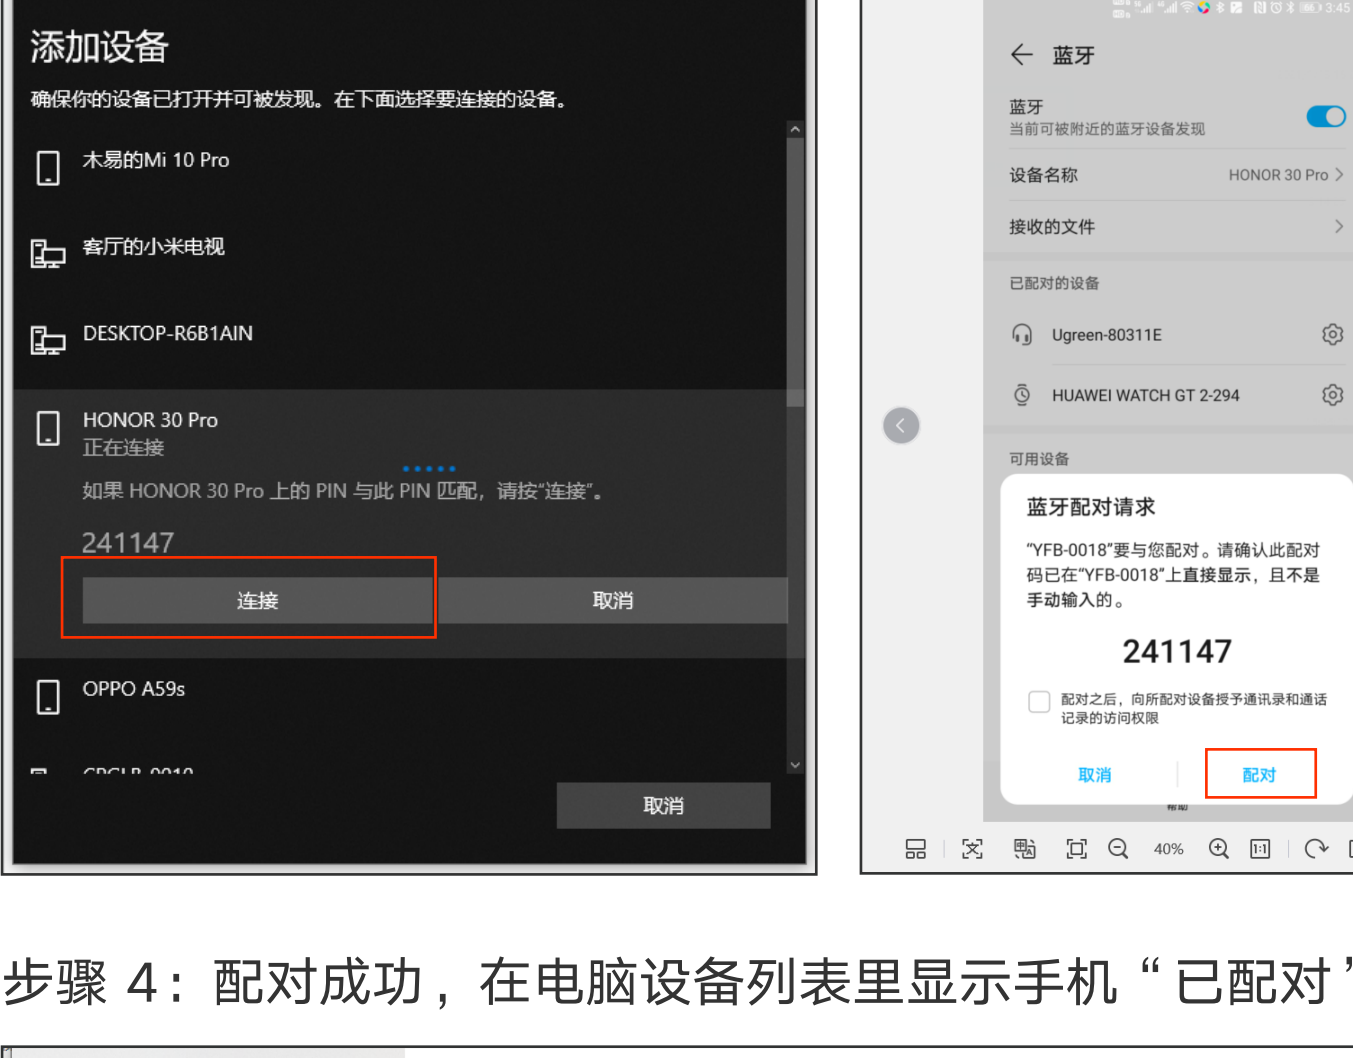 添加设备
确保你的设备已打开并可被发现。在下面选择要连接的设备。
木易的Mi 10 Pro
客厅的小米电视
DESKTOP-R6B1AIN
HONOR 30 Pro
正在连接
如果 HONOR 30 Pro 上的 PIN 与此 PIN 匹配，请按“连接”。
241147
连接
取消
OPPO A59s
取消
3:45
蓝牙
蓝牙
当前可被附近的蓝牙设备发现
设备名称
HONOR 30 Pro
接收的文件
已配对的设备
Ugreen-80311E
HUAWEI WATCH GT 2-294
可用设备
蓝牙配对请求
“YFB-0018”要与您配对。请确认此配对
码已在“YFB-0018”上直接显示，且不是
手动输入的。
241147
配对之后，向所配对设备授予通讯录和通话
记录的访问权限
取消
配对
帮助
40%
1:1
步骤 4：配对成功，在电脑设备列表里显示手机“已配对”